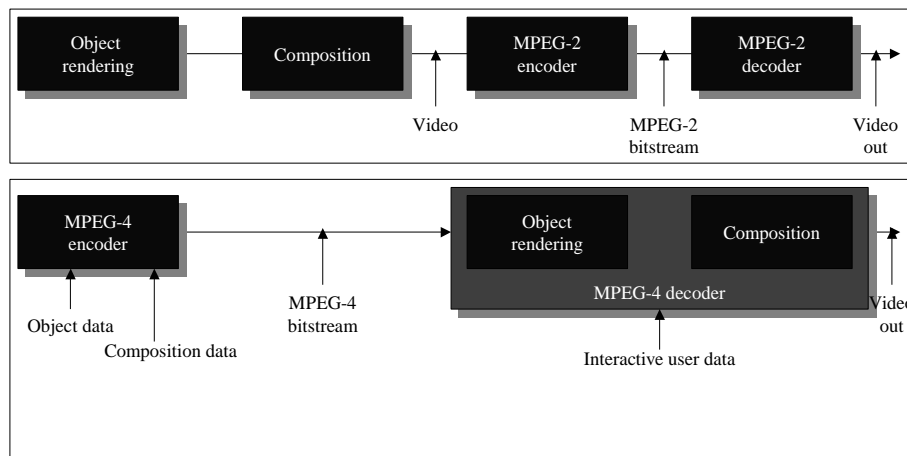 Object
rendering
Composition
MPEG-2
encoder
MPEG-2
decoder
Video
MPEG-2
bitstream
Video
out
MPEG-4
encoder
Object
rendering
Composition
MPEG-4 decoder
MPEG-4
bitstream
Video
out
Object data
Composition data
Interactive user data